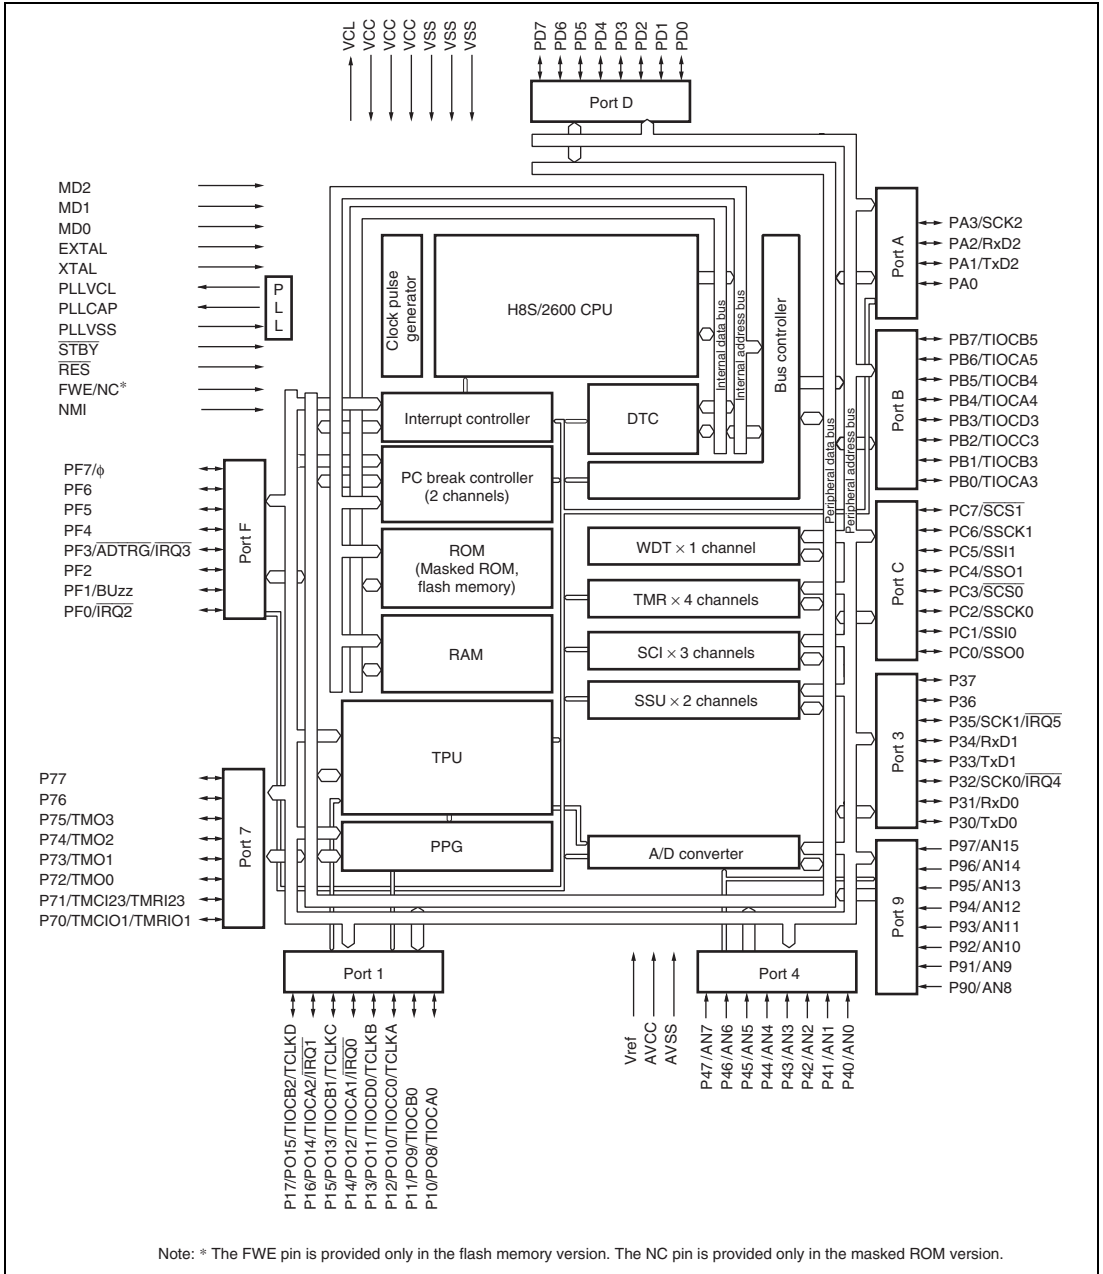 VCL
VCC
VCC
VCC
VSS
VSS
VSS
PD7
PD6
PD5
PD4
PD3
PD2
PD1
PD0
Port D
MD2
MD1
MD0
EXTAL
XTAL
PLLVCL
PLLCAP
PLLVSS
STBY
RES
FWE/NC*
NMI
PLL
Clock pulse
generator
H8S/2600 CPU
Internal data bus
Internal address bus
Bus controller
Interrupt controller
DTC
PC break controller
(2 channels)
ROM
(Masked ROM,
flash memory)
RAM
TPU
PPG
WDT × 1 channel
TMR × 4 channels
SCI × 3 channels
SSU × 2 channels
A/D converter
Peripheral data bus
Peripheral address bus
Port A
PA3/SCK2
PA2/RxD2
PA1/TxD2
PA0
Port B
PB7/TIOCB5
PB6/TIOCA5
PB5/TIOCB4
PB4/TIOCA4
PB3/TIOCD3
PB2/TIOCC3
PB1/TIOCB3
PB0/TIOCA3
Port C
PC7/SCS1
PC6/SSCK1
PC5/SSI1
PC4/SSO1
PC3/SCS0
PC2/SSCK0
PC1/SSI0
PC0/SSO0
Port 3
P37
P36
P35/SCK1/IRQ5
P34/RxD1
P33/TxD1
P32/SCK0/IRQ4
P31/RxD0
P30/TxD0
Port 9
P97/AN15
P96/AN14
P95/AN13
P94/AN12
P93/AN11
P92/AN10
P91/AN9
P90/AN8
Port F
PF7/ϕ
PF6
PF5
PF4
PF3/ADTRG/IRQ3
PF2
PF1/BUzz
PF0/IRQ2
Port 7
P77
P76
P75/TMO3
P74/TMO2
P73/TMO1
P72/TMO0
P71/TMCI23/TMRI23
P70/TMCIO1/TMRIO1
Port 1
P17/PO15/TIOCB2/TCLKD
P16/PO14/TIOCA2/IRQ1
P15/PO13/TIOCB1/TCLKC
P14/PO12/TIOCA1/IRQ0
P13/PO11/TIOCD0/TCLKB
P12/PO10/TIOCC0/TCLKA
P11/PO9/TIOCB0
P10/PO8/TIOCA0
Vref
AVCC
AVSS
Port 4
P47/AN7
P46/AN6
P45/AN5
P44/AN4
P43/AN3
P42/AN2
P41/AN1
P40/AN0
Note: * The FWE pin is provided only in the flash memory version. The NC pin is provided only in the masked ROM version.